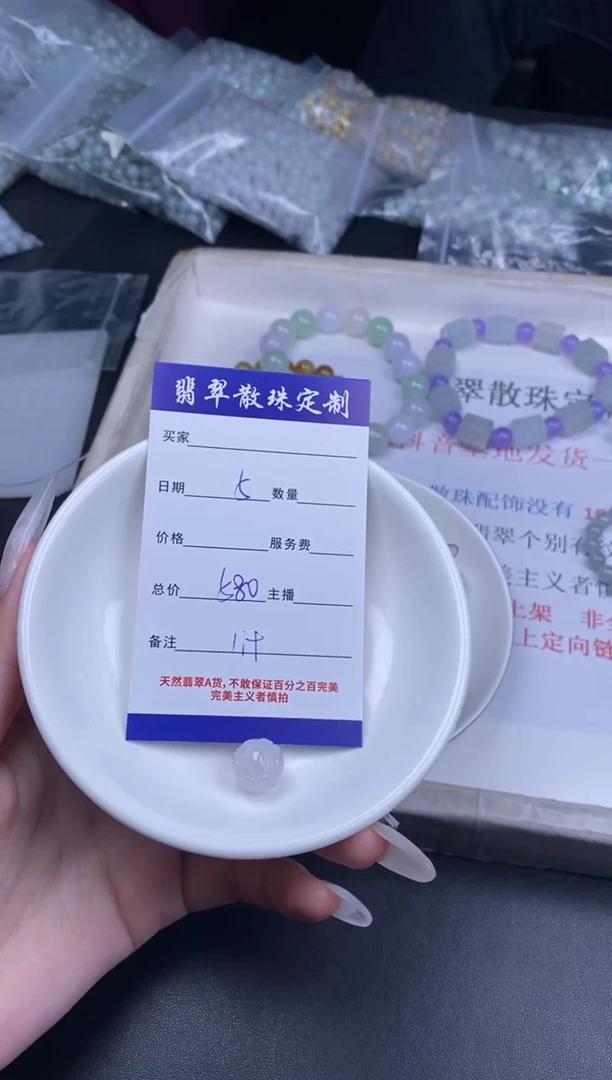 翡翠散珠定制
买家
日期 5 数量
价格 服务费
总价 580 主播
备注 1件
天然翡翠A货,不敢保证百分之百完美
完美主义者慎拍
翠散珠定
抖音基地发货
散珠配饰没有
翡翠个别有
美主义者慎
上架 非
上定向链